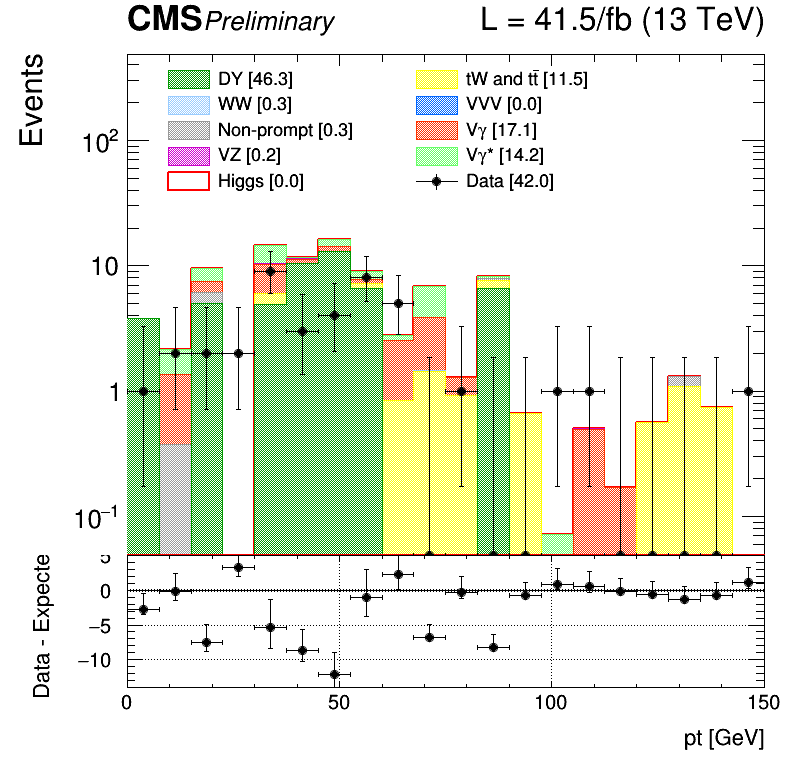 CMS Preliminary L = 41.5/fb (13 TeV)
Events
DY [46.3]
WW [0.3]
Non-prompt [0.3]
VZ [0.2]
Higgs [0.0]
tW and tt̄ [11.5]
VVV [0.0]
Vγ [17.1]
Vγ* [14.2]
Data [42.0]
10²
10
1
10⁻¹
Data - Expecte
5
0
−5
−10
0 50 100 150
pt [GeV]